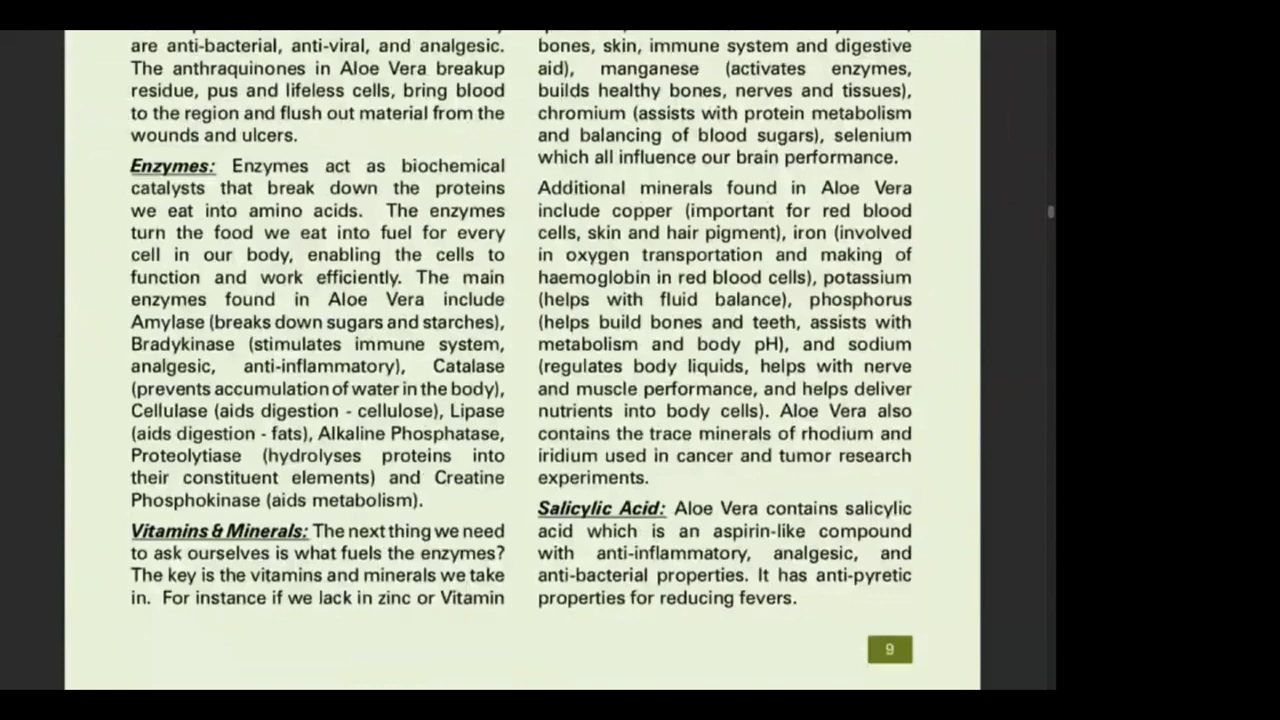 are anti-bacterial, anti-viral, and analgesic.
The anthraquinones in Aloe Vera breakup
residue, pus and lifeless cells, bring blood
to the region and flush out material from the
wounds and ulcers.
Enzymes: Enzymes act as biochemical
catalysts that break down the proteins
we eat into amino acids. The enzymes
turn the food we eat into fuel for every
cell in our body, enabling the cells to
function and work efficiently. The main
enzymes found in Aloe Vera include
Amylase (breaks down sugars and starches),
Bradykinase (stimulates immune system,
analgesic, anti-inflammatory), Catalase
(prevents accumulation of water in the body),
Cellulase (aids digestion - cellulose), Lipase
(aids digestion - fats), Alkaline Phosphatase,
Proteolytiase (hydrolyses proteins into
their constituent elements) and Creatine
Phosphokinase (aids metabolism).
Vitamins & Minerals: The next thing we need
to ask ourselves is what fuels the enzymes?
The key is the vitamins and minerals we take
in. For instance if we lack in zinc or Vitamin
bones, skin, immune system and digestive
aid), manganese (activates enzymes,
builds healthy bones, nerves and tissues),
chromium (assists with protein metabolism
and balancing of blood sugars), selenium
which all influence our brain performance.
Additional minerals found in Aloe Vera
include copper (important for red blood
cells, skin and hair pigment), iron (involved
in oxygen transportation and making of
haemoglobin in red blood cells), potassium
(helps with fluid balance), phosphorus
(helps build bones and teeth, assists with
metabolism and body pH), and sodium
(regulates body liquids, helps with nerve
and muscle performance, and helps deliver
nutrients into body cells). Aloe Vera also
contains the trace minerals of rhodium and
iridium used in cancer and tumor research
experiments.
Salicylic Acid: Aloe Vera contains salicylic
acid which is an aspirin-like compound
with anti-inflammatory, analgesic, and
anti-bacterial properties. It has anti-pyretic
properties for reducing fevers.
9